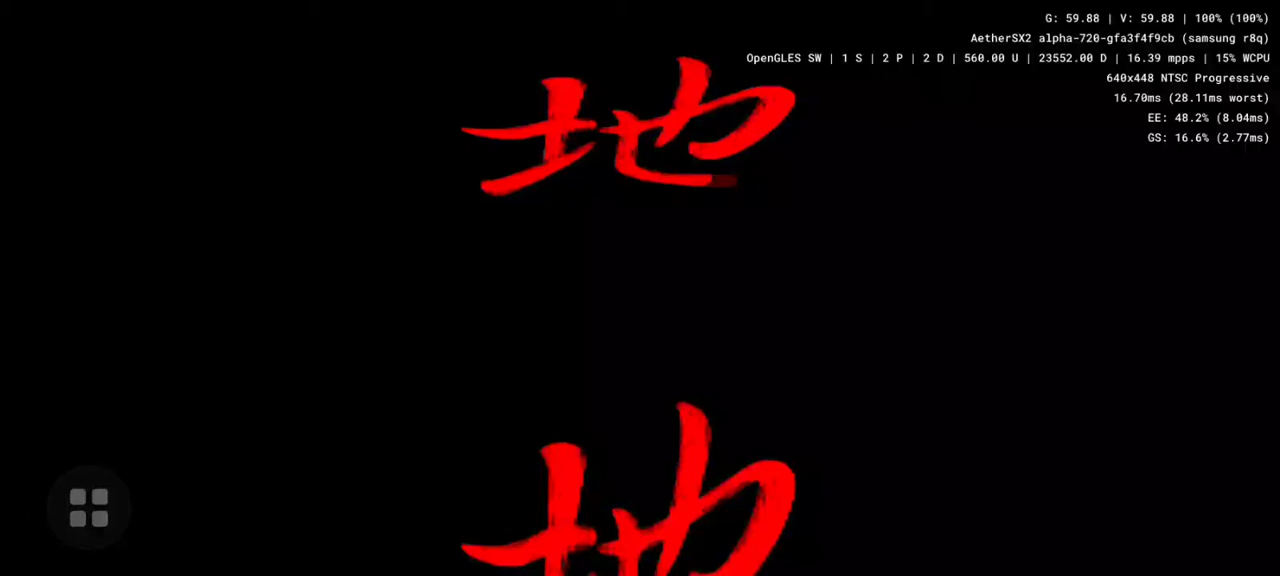 G: 59.88 | V: 59.88 | 100% (100%)
AetherSX2 alpha-720-gfa3f4f9cb (samsung r8q)
OpenGLES SW | 1 S | 2 P | 2 D | 560.00 U | 23552.00 D | 16.39 mpps | 15% WCPU
640x448 NTSC Progressive
16.70ms (28.11ms worst)
EE: 48.2% (8.04ms)
GS: 16.6% (2.77ms)
地
地